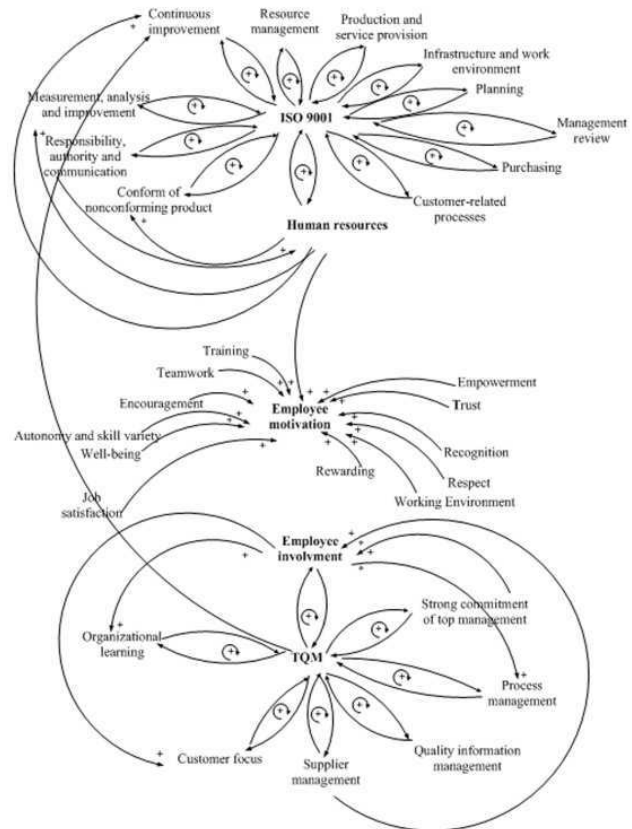 Continuous
improvement
Resource
management
Production and
service provision
Infrastructure and work
environment
Planning
Measurement, analysis
and improvement
ISO 9001
Management
review
Responsibility,
authority and
communication
Purchasing
Conform of
nonconforming product
Customer-related
processes
Human resources
Training
Teamwork
Empowerment
Encouragement
Trust
Employee
motivation
Autonomy and skill variety
Well-being
Recognition
Rewarding
Respect
Job
satisfaction
Working Environment
Employee
involvment
Strong commitment
of top management
Organizational
learning
TQM
Process
management
Customer focus
Supplier
management
Quality information
management